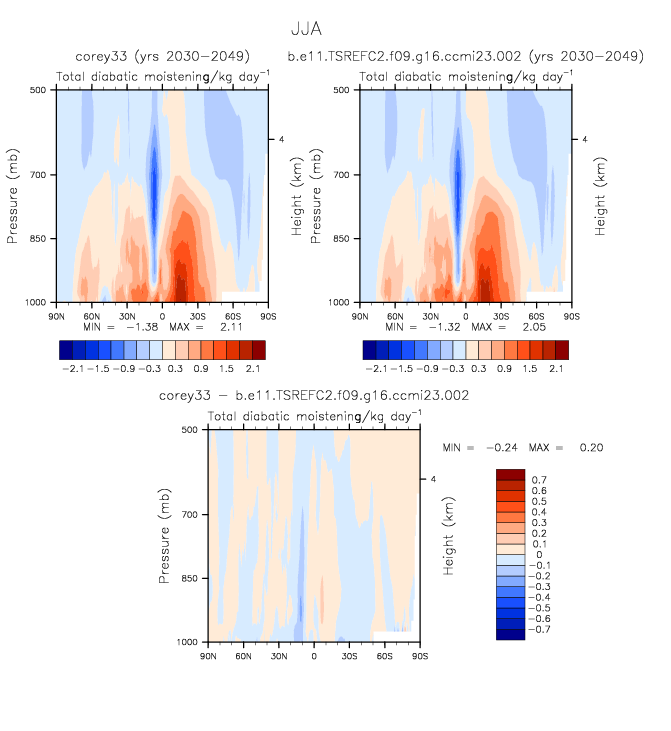 JJA
corey33 (yrs 2030−2049)
b.e11.TSREFC2.f09.g16.ccmi23.002 (yrs 2030−2049)
Total diabatic moisteningg/kg day−1
Total diabatic moisteningg/kg day−1
500
700
850
1000
Pressure (mb)
4
Height (km)
90N 60N 30N 0 30S 60S 90S
MIN = −1.38 MAX = 2.11
−2.1 −1.5 −0.9 −0.3 0.3 0.9 1.5 2.1
500
700
850
1000
Pressure (mb)
4
Height (km)
90N 60N 30N 0 30S 60S 90S
MIN = −1.32 MAX = 2.05
−2.1 −1.5 −0.9 −0.3 0.3 0.9 1.5 2.1
corey33 − b.e11.TSREFC2.f09.g16.ccmi23.002
Total diabatic moisteningg/kg day−1
500
700
850
1000
Pressure (mb)
4
Height (km)
90N 60N 30N 0 30S 60S 90S
MIN = −0.24 MAX = 0.20
0.7
0.6
0.5
0.4
0.3
0.2
0.1
0
−0.1
−0.2
−0.3
−0.4
−0.5
−0.6
−0.7